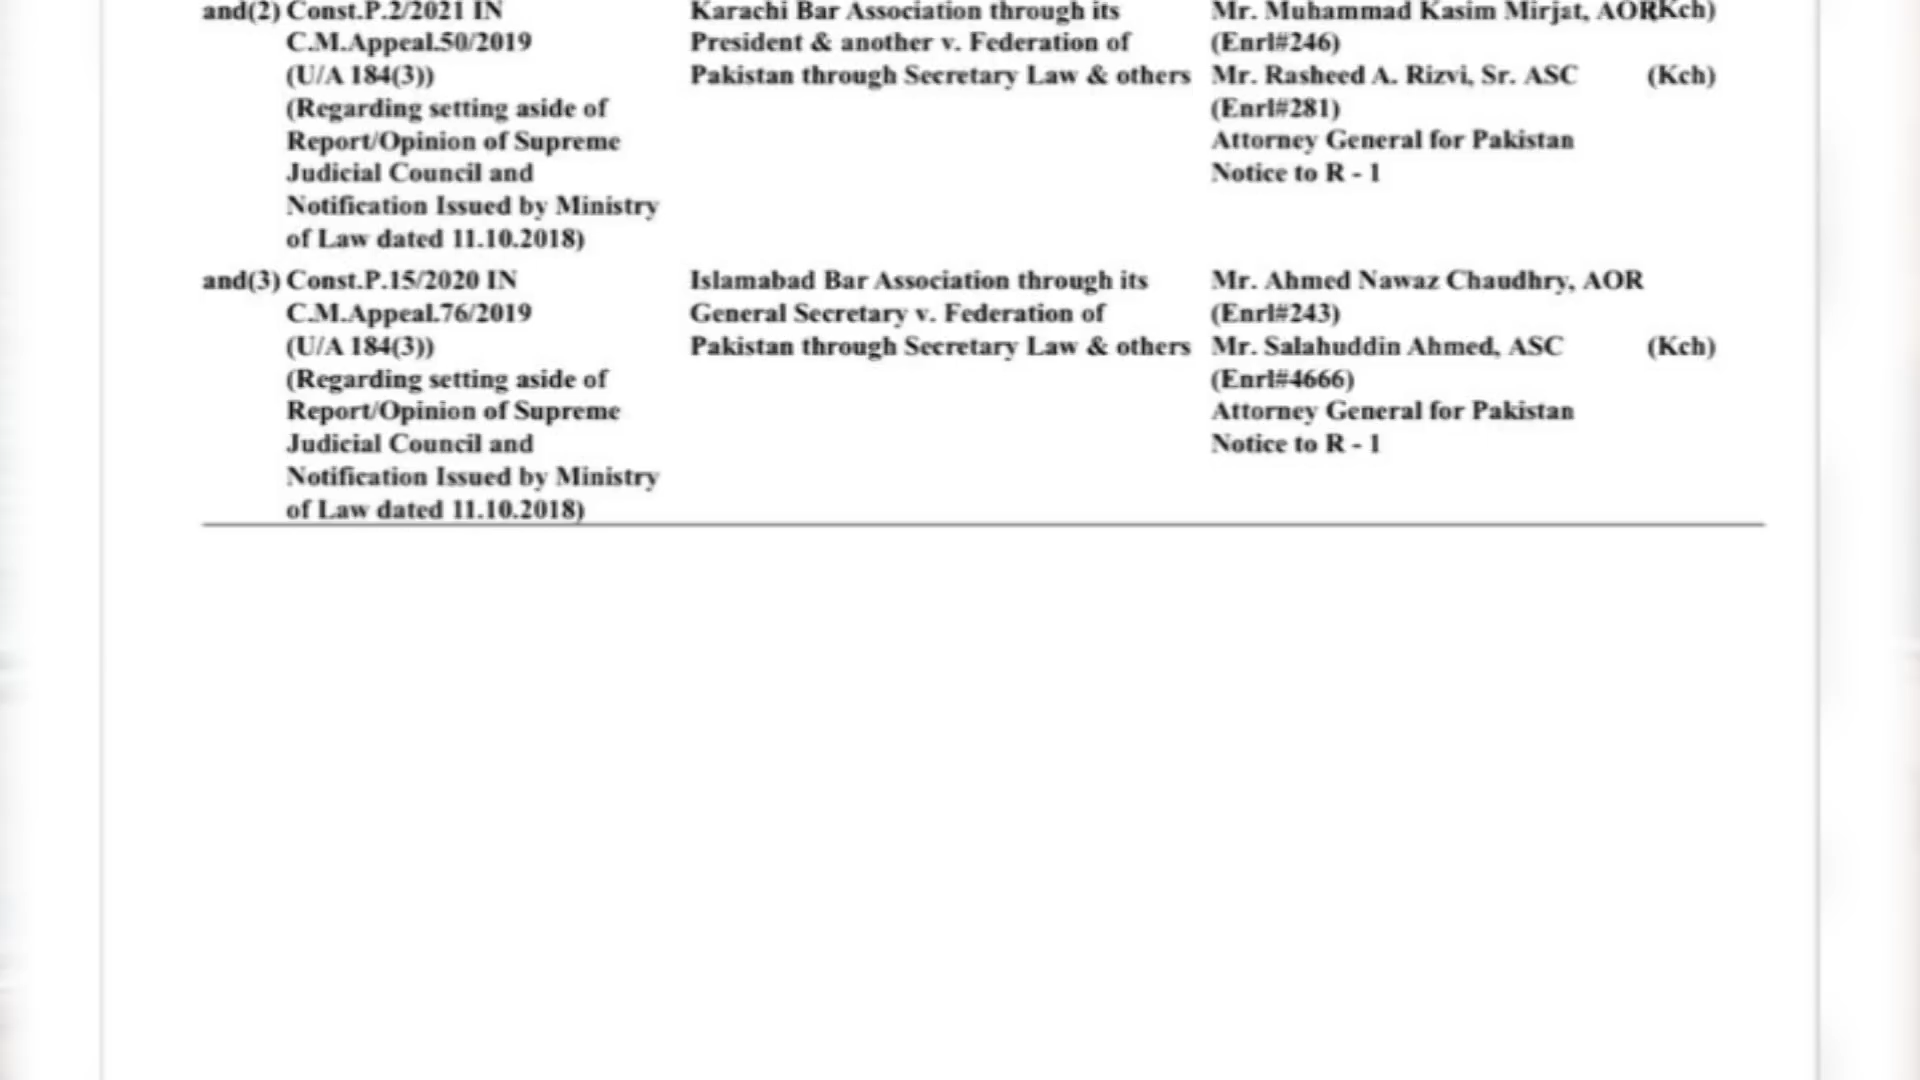 and(2) Const.P.2/2021 IN
C.M.Appeal.50/2019
(U/A 184(3))
(Regarding setting aside of
Report/Opinion of Supreme
Judicial Council and
Notification Issued by Ministry
of Law dated 11.10.2018)
Karachi Bar Association through its
President & another v. Federation of
Pakistan through Secretary Law & others
Mr. Muhammad Kasim Mirjat, AOR(Kch)
(Enrl#246)
Mr. Rasheed A. Rizvi, Sr. ASC (Kch)
(Enrl#281)
Attorney General for Pakistan
Notice to R - 1
and(3) Const.P.15/2020 IN
C.M.Appeal.76/2019
(U/A 184(3))
(Regarding setting aside of
Report/Opinion of Supreme
Judicial Council and
Notification Issued by Ministry
of Law dated 11.10.2018)
Islamabad Bar Association through its
General Secretary v. Federation of
Pakistan through Secretary Law & others
Mr. Ahmed Nawaz Chaudhry, AOR
(Enrl#243)
Mr. Salahuddin Ahmed, ASC (Kch)
(Enrl#4666)
Attorney General for Pakistan
Notice to R - 1